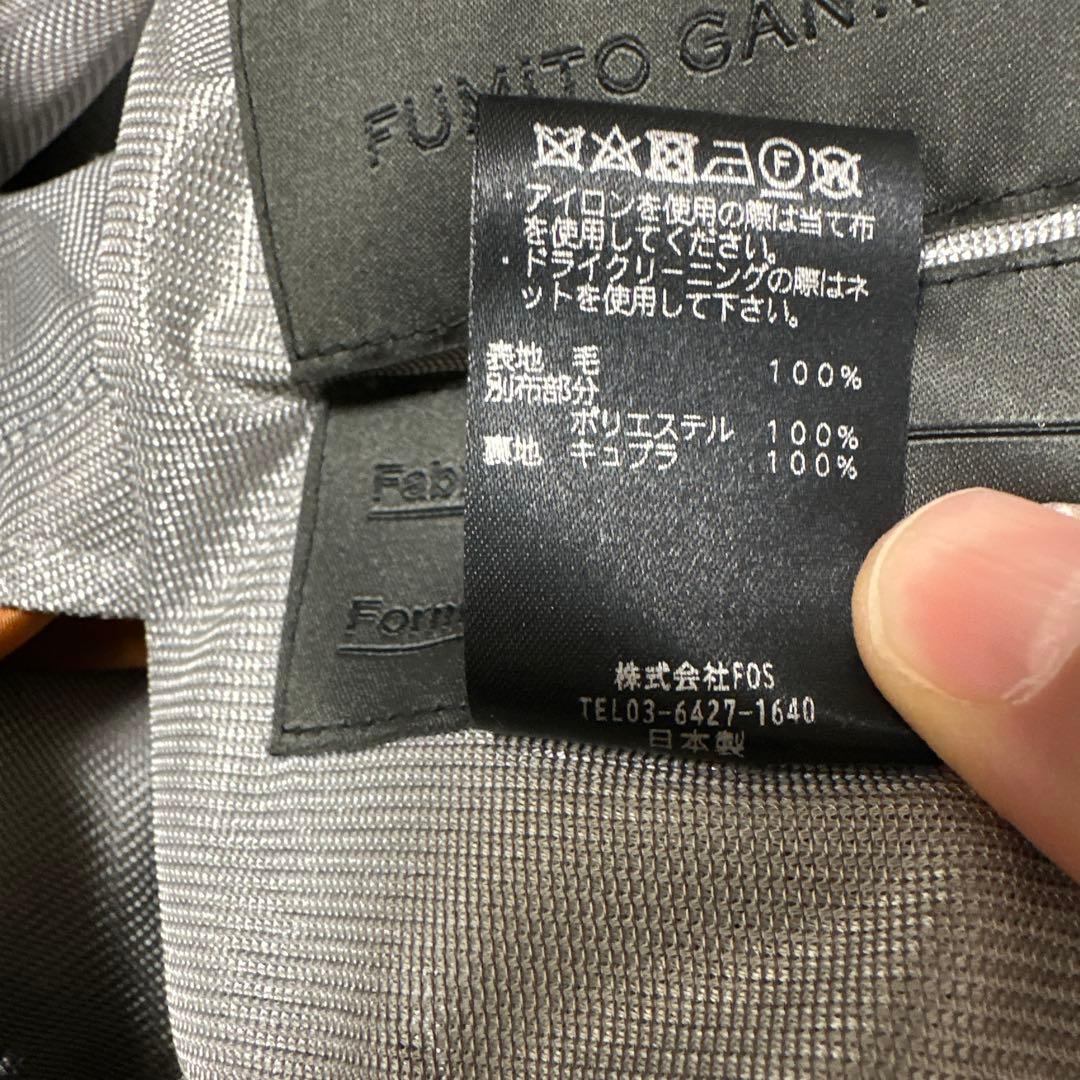 FUMITO GAN
・アイロンを使用の際は当て布
を使用してください。
・ドライクリーニングの際はネ
ットを使用して下さい。
表地 毛 100%
別布部分
ポリエステル 100%
裏地 キュプラ 100%
Fab
Form
株式会社FOS
TEL03-6427-1640
日本製